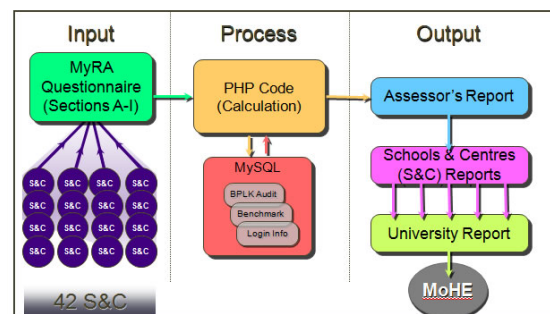 Input
Process
Output
MyRA
Questionnaire
(Sections A-I)
PHP Code
(Calculation)
Assessor's Report
MySQL
BPLK Audit
Benchmark
Login Info
Schools & Centres
(S&C) Reports
University Report
MoHE
S&C S&C S&C S&C
S&C S&C S&C S&C
S&C S&C S&C S&C
S&C S&C S&C S&C
42 S&C